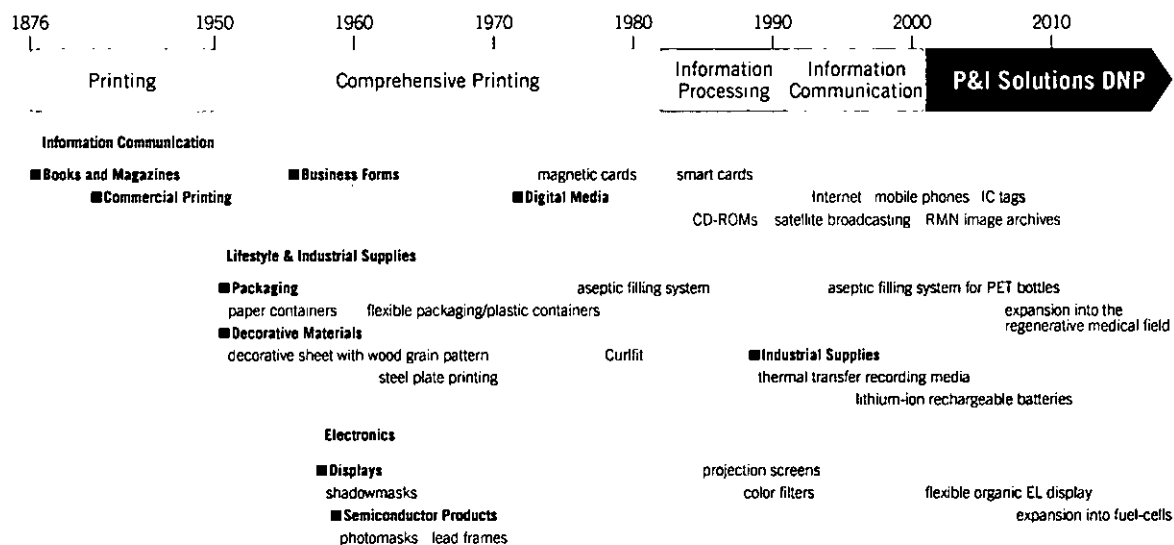 1876 1950 1960 1970 1980 1990 2000 2010
Printing Comprehensive Printing Information Processing Information Communication P&I Solutions DNP
Information Communication
■Books and Magazines ■Business Forms magnetic cards smart cards
■Commercial Printing ■Digital Media Internet mobile phones IC tags
CD-ROMs satellite broadcasting RMN image archives
Lifestyle & Industrial Supplies
■Packaging aseptic filling system aseptic filling system for PET bottles
paper containers flexible packaging/plastic containers expansion into the regenerative medical field
■Decorative Materials
decorative sheet with wood grain pattern Curlfit ■Industrial Supplies
steel plate printing thermal transfer recording media
lithium-ion rechargeable batteries
Electronics
■Displays projection screens
shadowmasks color filters flexible organic EL display
■Semiconductor Products expansion into fuel-cells
photomasks lead frames